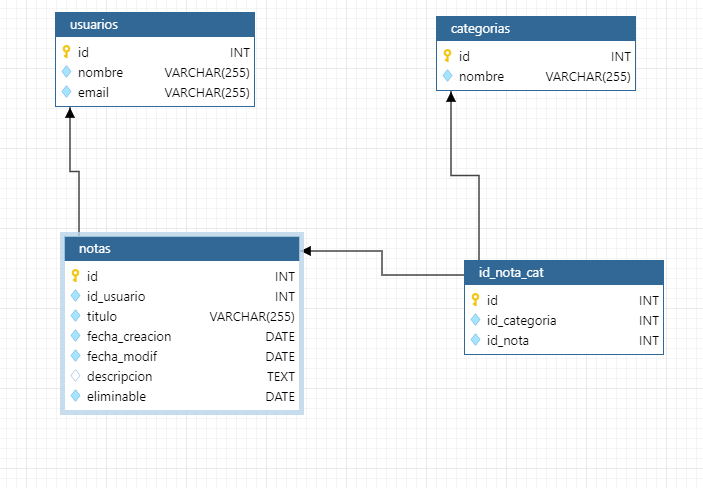 usuarios
id INT
nombre VARCHAR(255)
email VARCHAR(255)
categorias
id INT
nombre VARCHAR(255)
notas
id INT
id_usuario INT
titulo VARCHAR(255)
fecha_creacion DATE
fecha_modif DATE
descripcion TEXT
eliminable DATE
id_nota_cat
id INT
id_categoria INT
id_nota INT